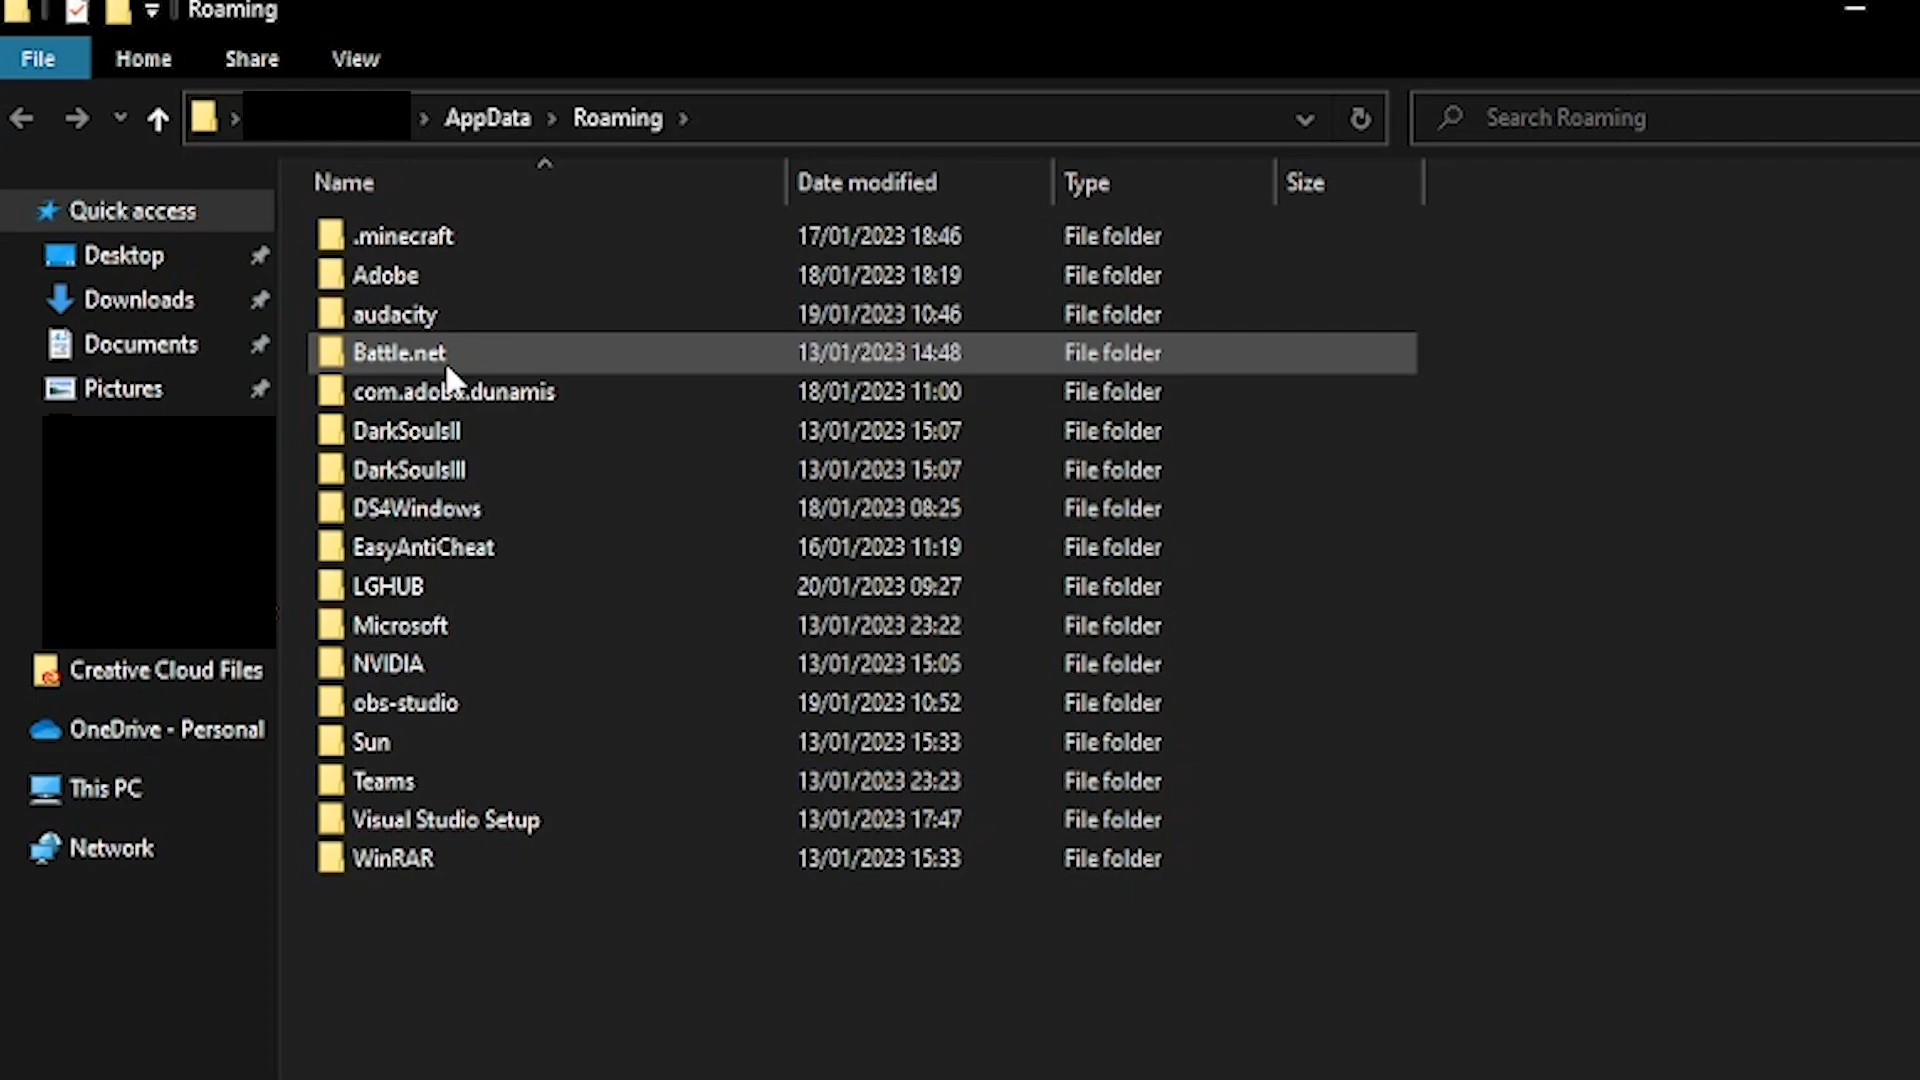 Roaming
File Home Share View
AppData Roaming Search Roaming
Name Date modified Type Size
Quick access
Desktop
Downloads
Documents
Pictures
Creative Cloud Files
OneDrive - Personal
This PC
Network
.minecraft 17/01/2023 18:46 File folder
Adobe 18/01/2023 18:19 File folder
audacity 19/01/2023 10:46 File folder
Battle.net 13/01/2023 14:48 File folder
com.adobe.dunamis 18/01/2023 11:00 File folder
DarkSoulsII 13/01/2023 15:07 File folder
DarkSoulsIII 13/01/2023 15:07 File folder
DS4Windows 18/01/2023 08:25 File folder
EasyAntiCheat 16/01/2023 11:19 File folder
LGHUB 20/01/2023 09:27 File folder
Microsoft 13/01/2023 23:22 File folder
NVIDIA 13/01/2023 15:05 File folder
obs-studio 19/01/2023 10:52 File folder
Sun 13/01/2023 15:33 File folder
Teams 13/01/2023 23:23 File folder
Visual Studio Setup 13/01/2023 17:47 File folder
WinRAR 13/01/2023 15:33 File folder